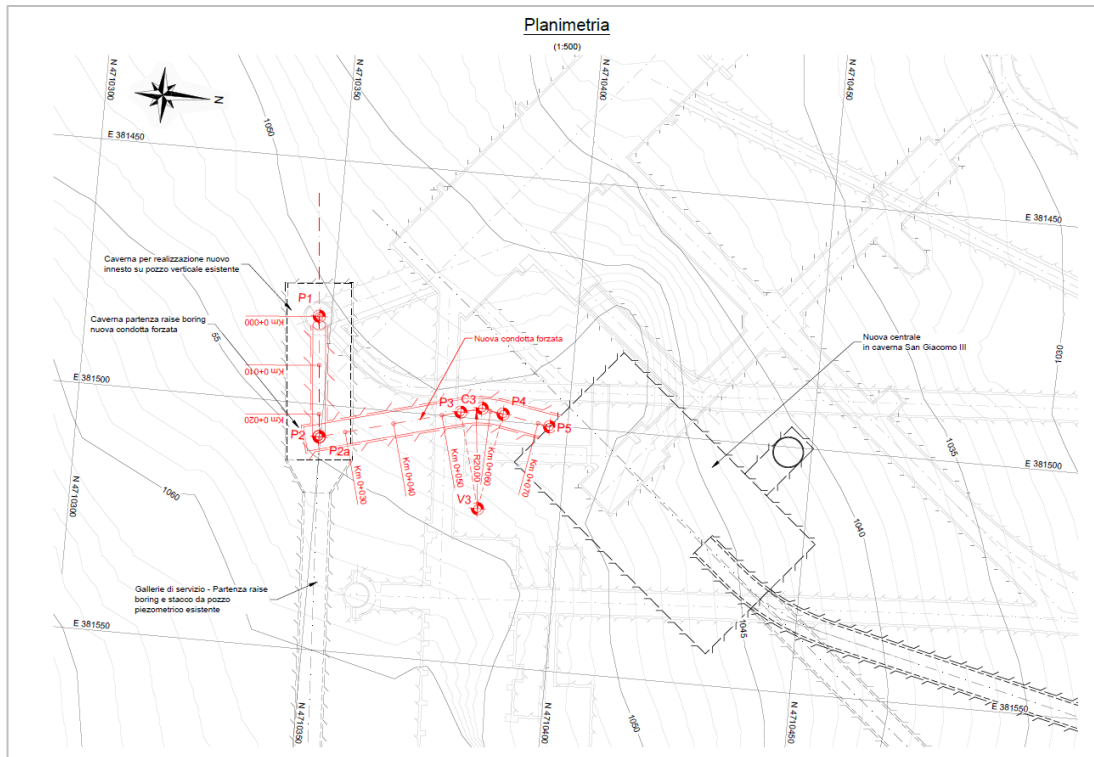 Planimetria
(1:500)
N 4710300
N 4710350
N 4710400
N 4710450
N
E 381450
1050
E 381450
Caverna per realizzazione nuovo
innesto su pozzo verticale esistente
P1
Km 0+000
Caverna partenza raise boring
nuova condotta forzata
55
Km 0+010
Nuova condotta forzata
Nuova centrale
in caverna San Giacomo III
1030
E 381500
Km 0+020
P3
C3
P4
P2
P2a
P5
Km 0+030
Km 0+040
Km 0+050
R20.00
Km 0+060
Km 0+070
V3
1035
E 381500
N 4710300
1060
1040
Gallerie di servizio - Partenza raise
boring e stacco da pozzo
piezometrico esistente
E 381550
1045
E 381550
N 4710350
N 4710400
1050
N 4710450